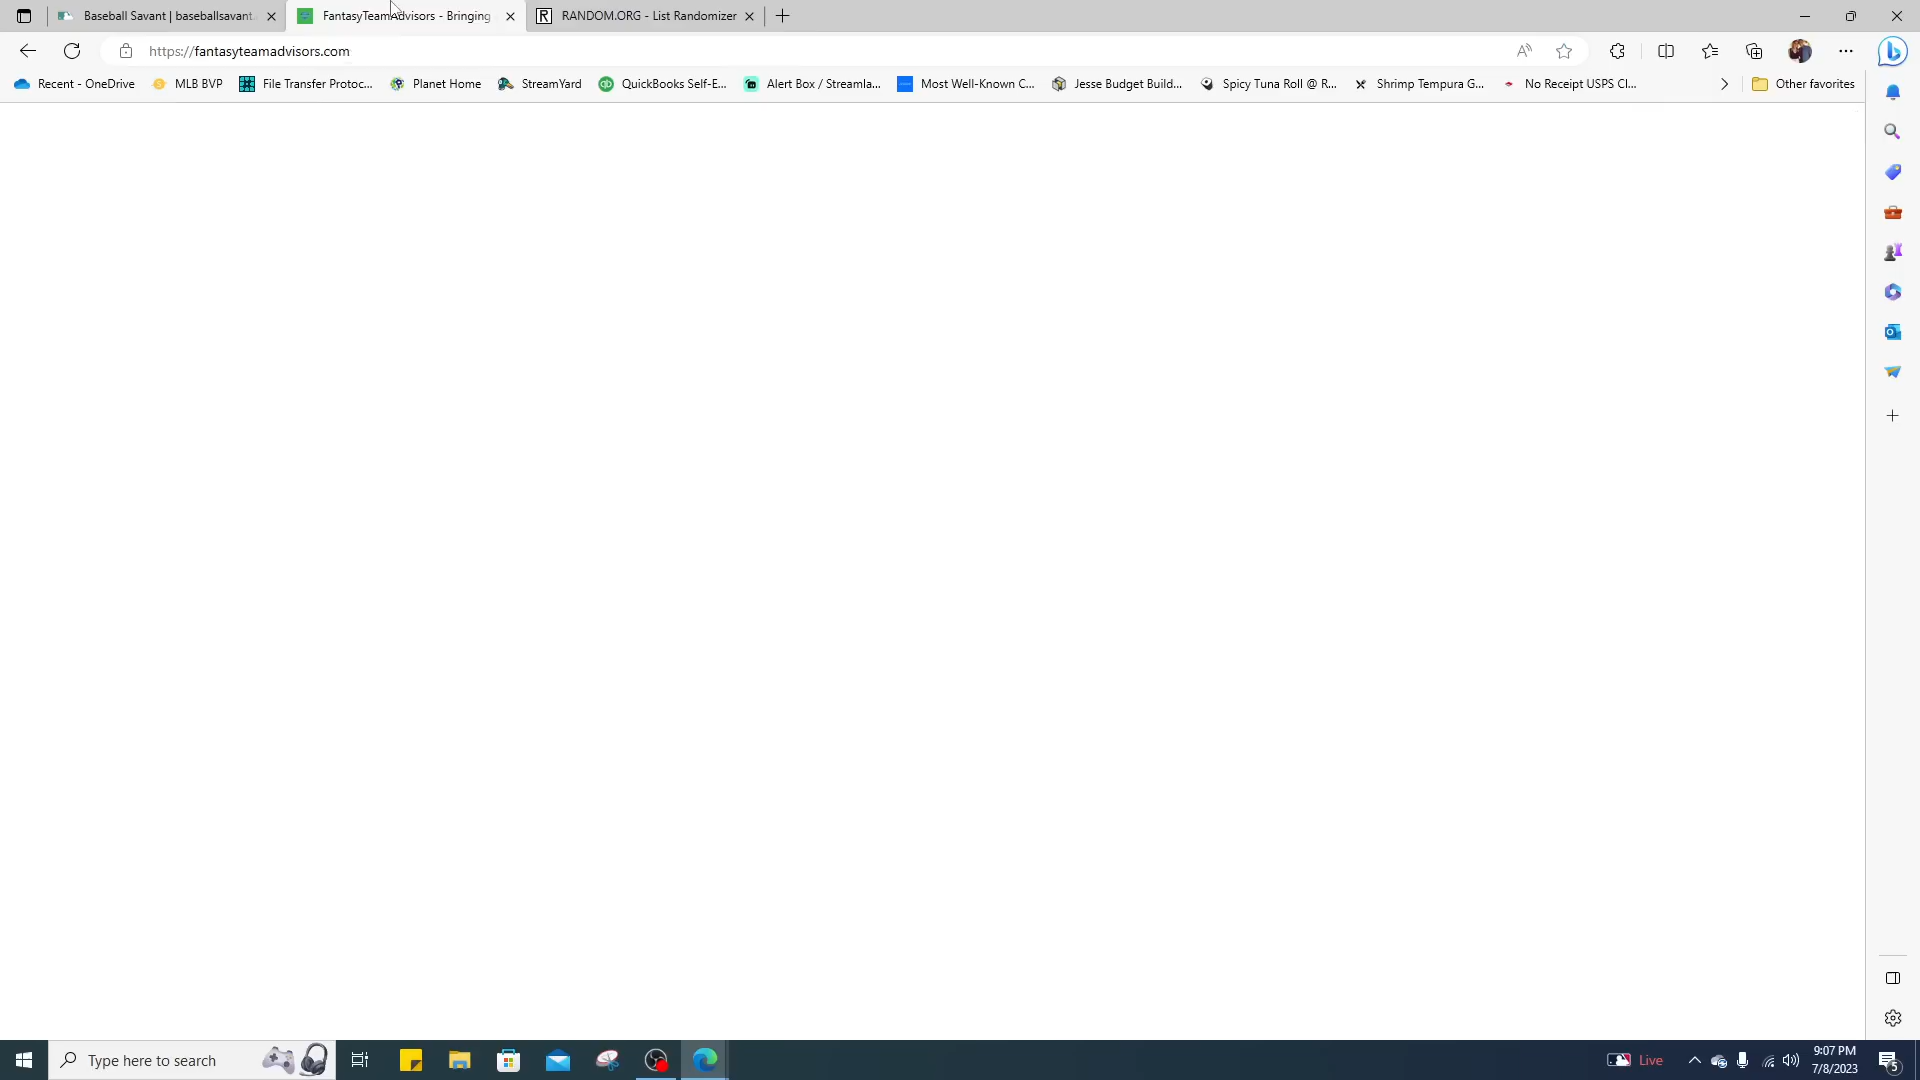 Baseball Savant | baseballsavant.
FantasyTeamAdvisors - Bringing
R RANDOM.ORG - List Randomizer
https://fantasyteamadvisors.com
Recent - OneDrive MLB BVP File Transfer Protoc... Planet Home StreamYard QuickBooks Self-E... Alert Box / Streamla... Most Well-Known C... Jesse Budget Build... Spicy Tuna Roll @ R... Shrimp Tempura G... No Receipt USPS Cl... Other favorites
Type here to search
Live
9:07 PM
7/8/2023
5